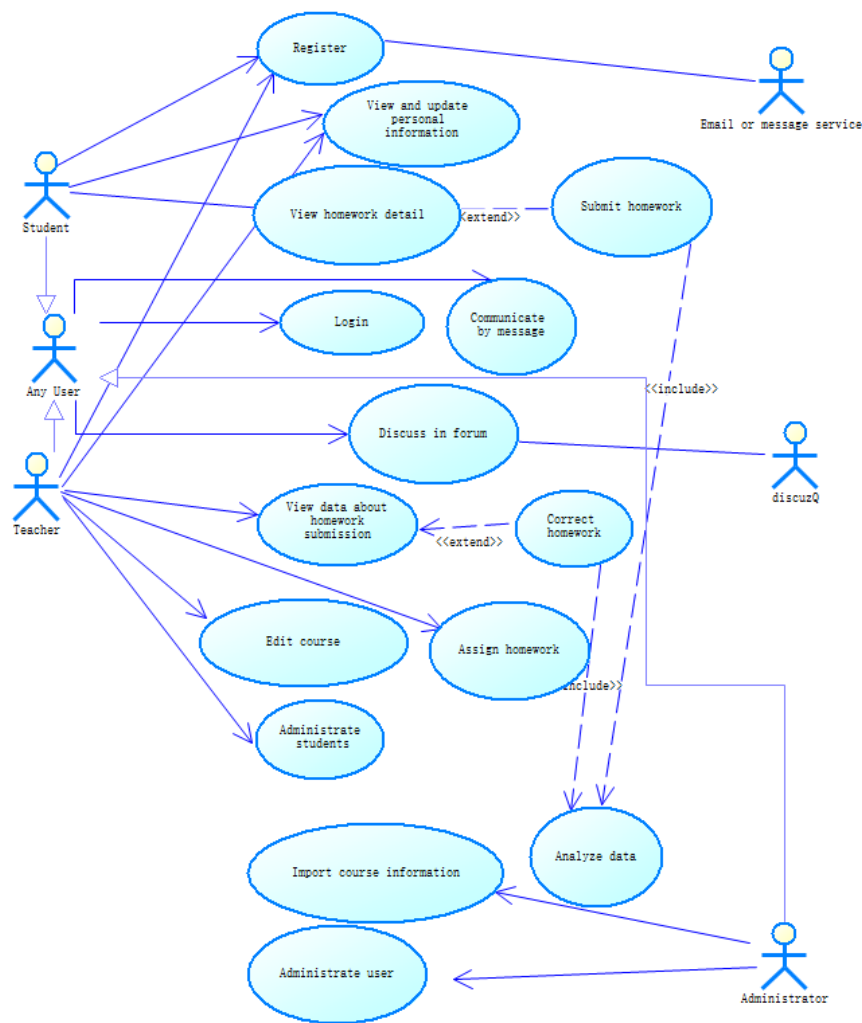 Register
Email or message service
View and update
personal
information
Student
View homework detail
<extend>>
Submit homework
Any User
Login
Communicate
by message
<<include>>
Discuss in forum
discuzQ
Teacher
View data about
homework
submission
<<extend>>
Correct
homework
Edit course
Assign homework
include>>
Administrate
students
Analyze data
Import course information
Administrate user
Administrator